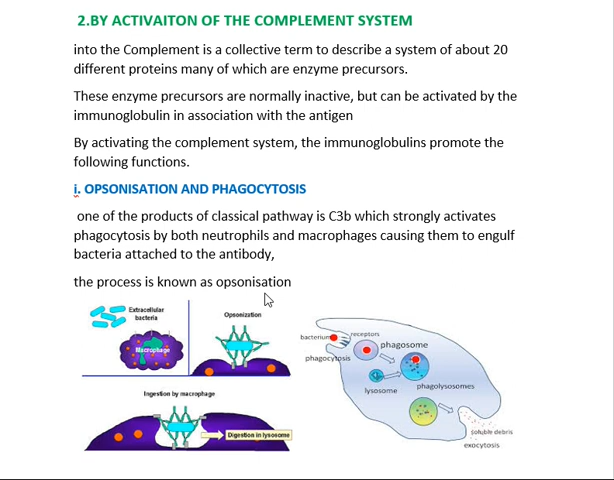 2.BY ACTIVAITON OF THE COMPLEMENT SYSTEM
into the Complement is a collective term to describe a system of about 20
different proteins many of which are enzyme precursors.
These enzyme precursors are normally inactive, but can be activated by the
immunoglobulin in association with the antigen
By activating the complement system, the immunoglobulins promote the
following functions.
i. OPSONISATION AND PHAGOCYTOSIS
one of the products of classical pathway is C3b which strongly activates
phagocytosis by both neutrophils and macrophages causing them to engulf
bacteria attached to the antibody,
the process is known as opsonisation
Extracellular
bacteria
Macrophage
Opsonization
Ingestion by macrophage
Digestion in lysosome
bacterium
receptors
phagosome
phagocytosis
lysosome
phagolysosomes
soluble debris
exocytosis